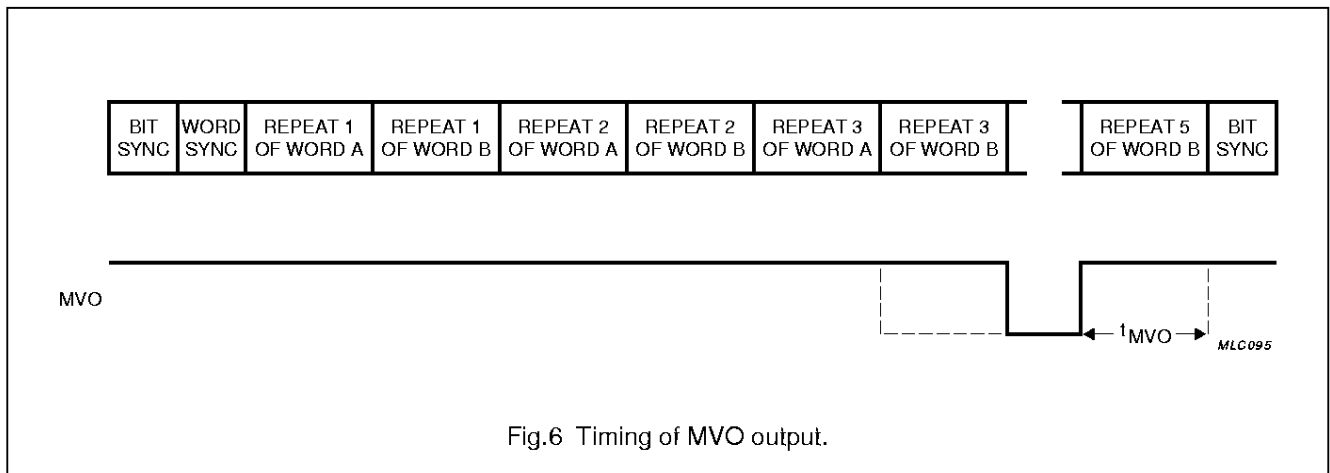 BIT SYNC
WORD SYNC
REPEAT 1 OF WORD A
REPEAT 1 OF WORD B
REPEAT 2 OF WORD A
REPEAT 2 OF WORD B
REPEAT 3 OF WORD A
REPEAT 3 OF WORD B
REPEAT 5 OF WORD B
BIT SYNC
MVO
tMVO
MLC095
Fig.6 Timing of MVO output.